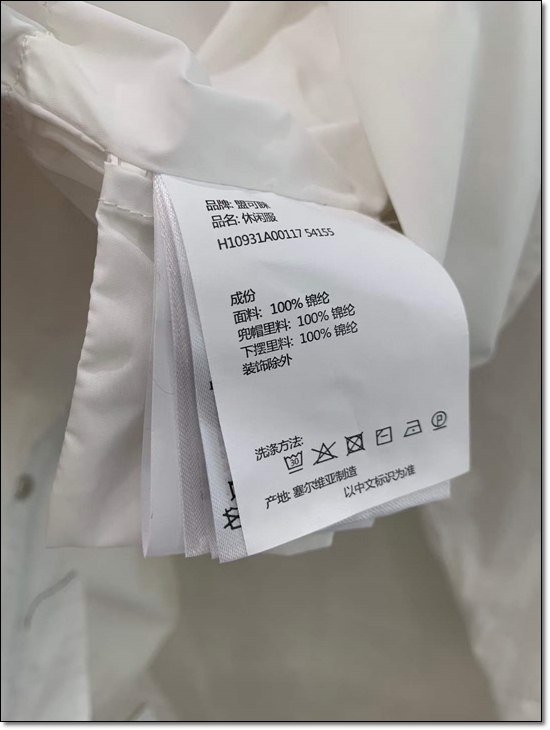 品牌: 盟可睐
品名: 休闲服
H10931A00117 54155
成份
面料: 100% 锦纶
兜帽里料: 100% 锦纶
下摆里料: 100% 锦纶
装饰除外
洗涤方法:
30 P
产地: 塞尔维亚制造
以中文标识为准